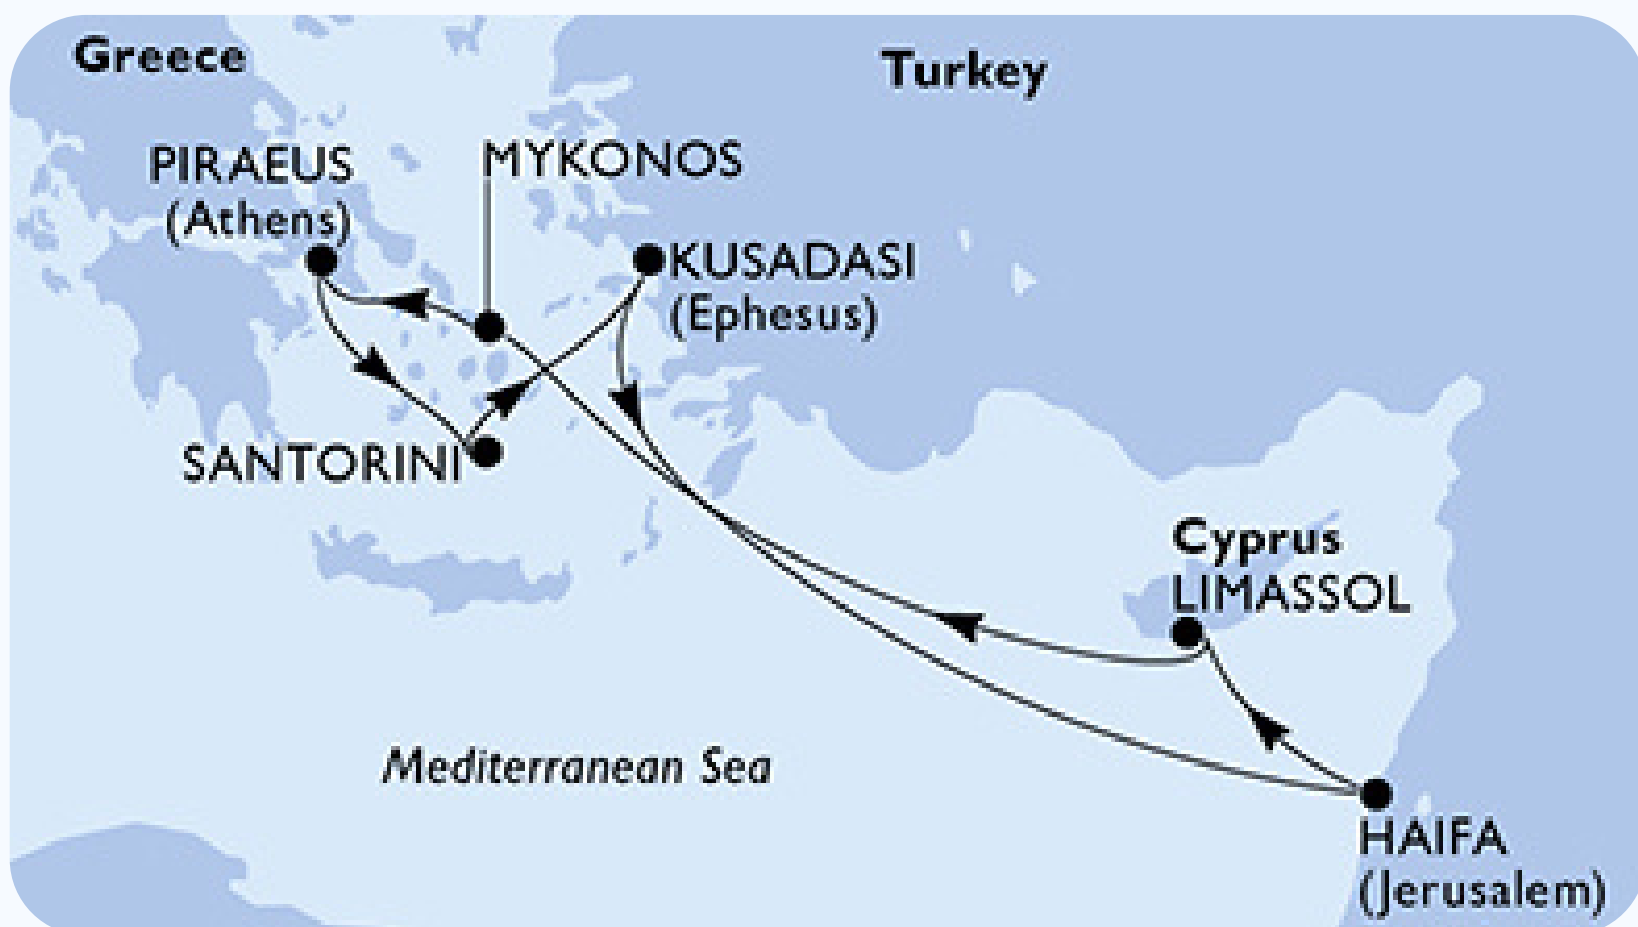 Greece
Turkey
PIRAEUS
(Athens)
MYKONOS
KUSADASI
(Ephesus)
SANTORINI
Cyprus
LIMASSOL
Mediterranean Sea
HAIFA
(Jerusalem)